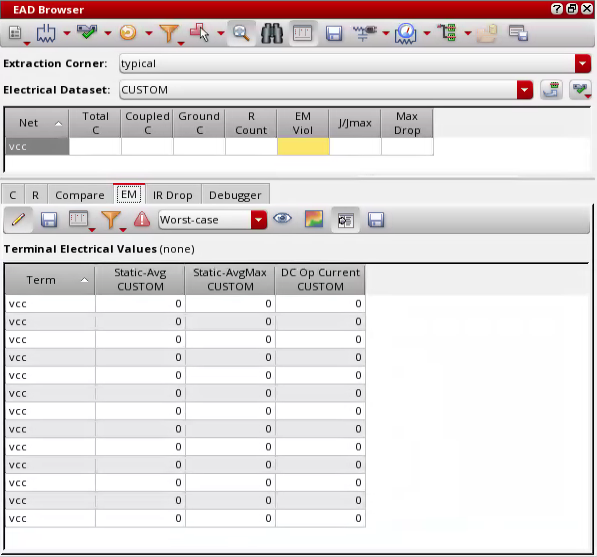 EAD Browser
Extraction Corner: typical
Electrical Dataset: CUSTOM
Net Total C Coupled C Ground C R Count EM Viol J/Jmax Max Drop
vcc
C R Compare EM IR Drop Debugger
Worst-case
Terminal Electrical Values (none)
Term Static-Avg CUSTOM Static-AvgMax CUSTOM DC Op Current CUSTOM
vcc 0 0 0
vcc 0 0 0
vcc 0 0 0
vcc 0 0 0
vcc 0 0 0
vcc 0 0 0
vcc 0 0 0
vcc 0 0 0
vcc 0 0 0
vcc 0 0 0
vcc 0 0 0
vcc 0 0 0
vcc 0 0 0